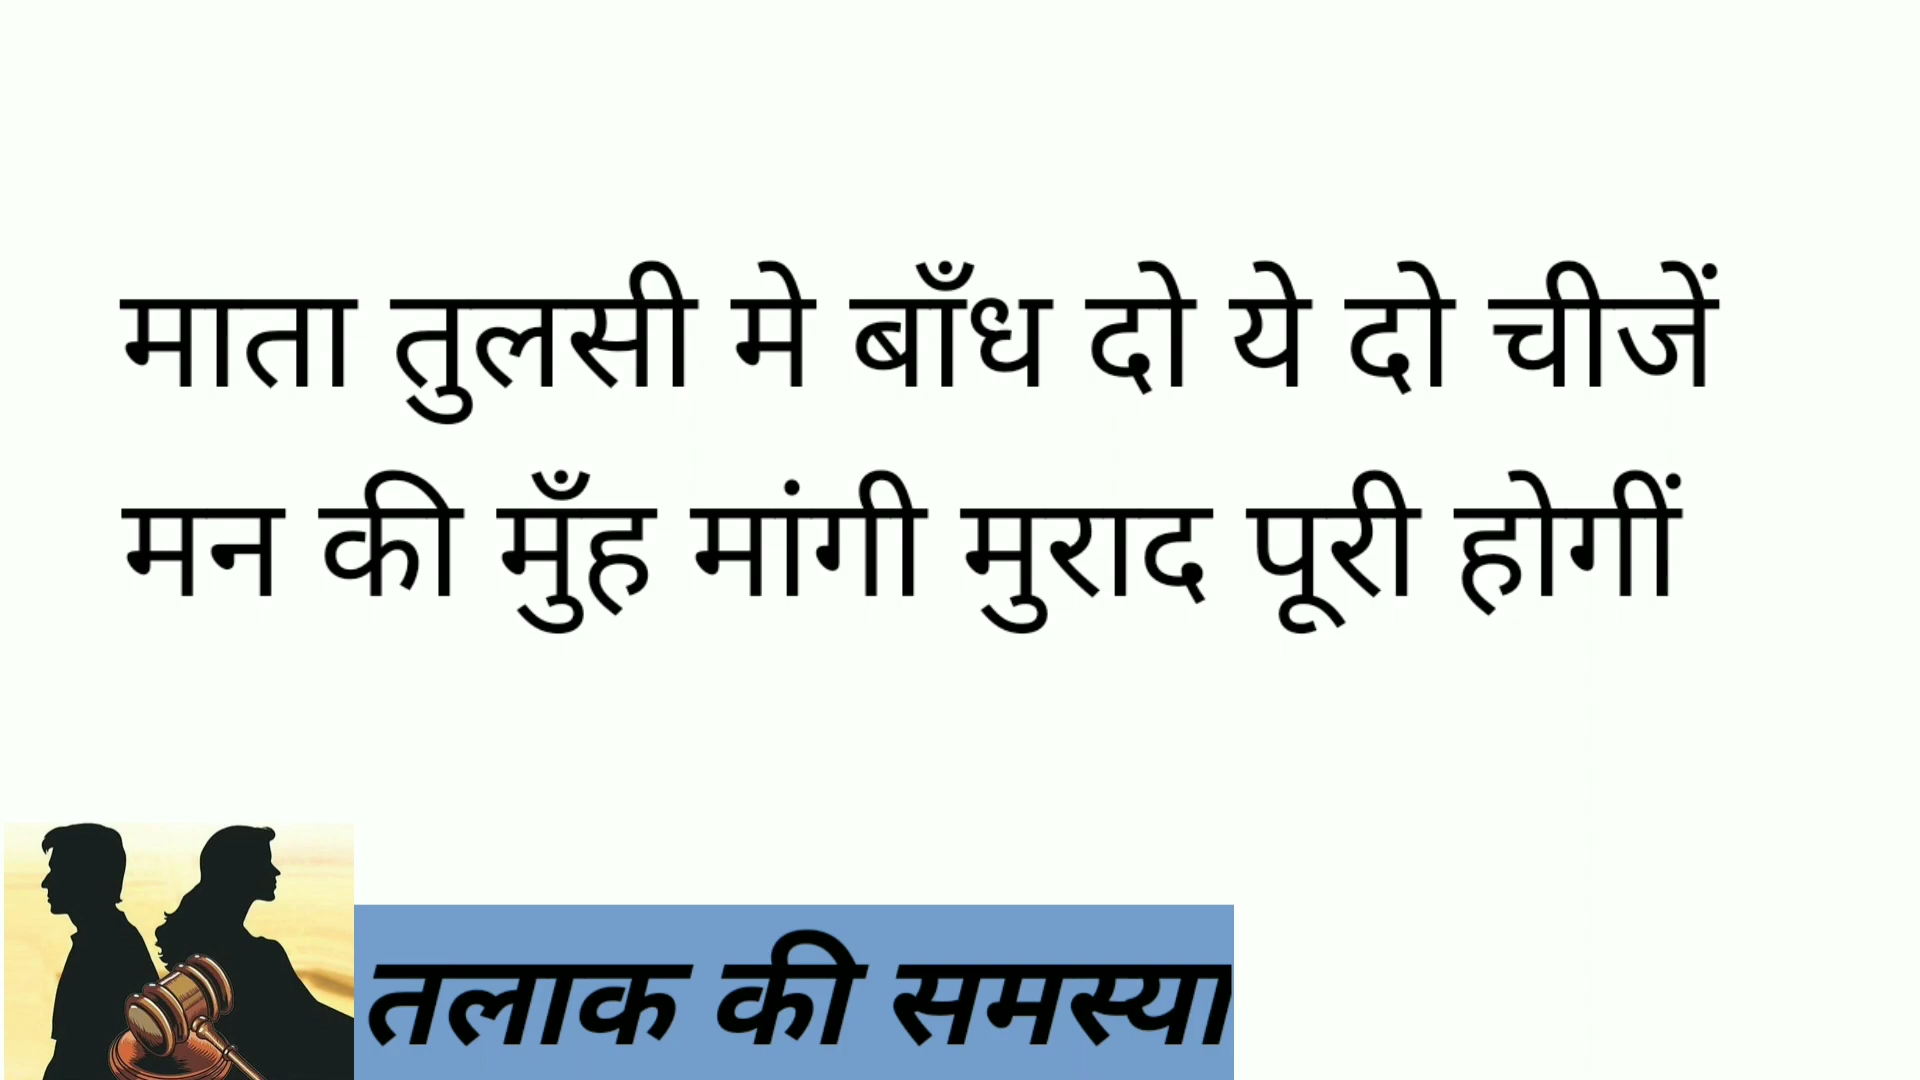 माता तुलसी मे बाँध दो ये दो चीजें
मन की मुँह मांगी मुराद पूरी होगीं
तलाक की समस्या